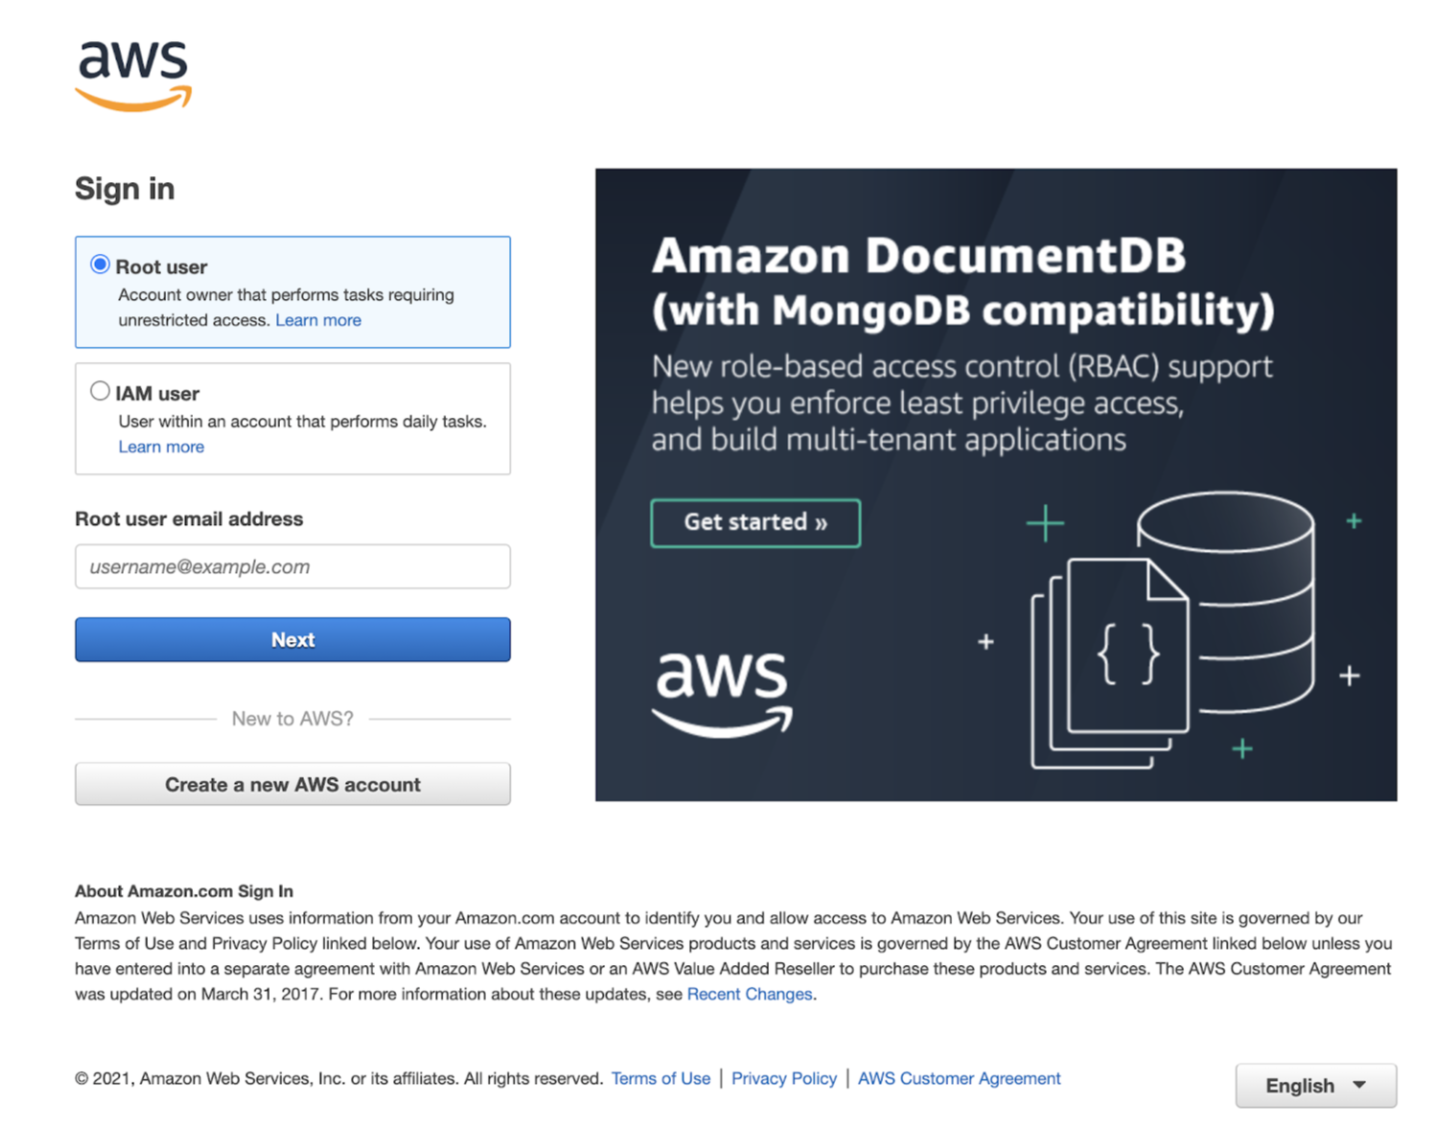 aws
Sign in
Root user
Account owner that performs tasks requiring
unrestricted access. Learn more
IAM user
User within an account that performs daily tasks.
Learn more
Root user email address
username@example.com
Next
New to AWS?
Create a new AWS account
Amazon DocumentDB
(with MongoDB compatibility)
New role-based access control (RBAC) support
helps you enforce least privilege access,
and build multi-tenant applications
Get started »
{ }
aws
About Amazon.com Sign In
Amazon Web Services uses information from your Amazon.com account to identify you and allow access to Amazon Web Services. Your use of this site is governed by our
Terms of Use and Privacy Policy linked below. Your use of Amazon Web Services products and services is governed by the AWS Customer Agreement linked below unless you
have entered into a separate agreement with Amazon Web Services or an AWS Value Added Reseller to purchase these products and services. The AWS Customer Agreement
was updated on March 31, 2017. For more information about these updates, see Recent Changes.
© 2021, Amazon Web Services, Inc. or its affiliates. All rights reserved. Terms of Use | Privacy Policy | AWS Customer Agreement
English